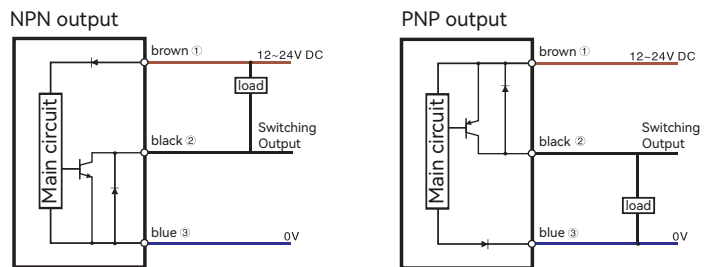 NPN output
brown ①
12~24V DC
load
Main circuit
black ②
Switching
Output
blue ③
0V
PNP output
brown ①
12~24V DC
Main circuit
black ②
Switching
Output
load
blue ③
0V